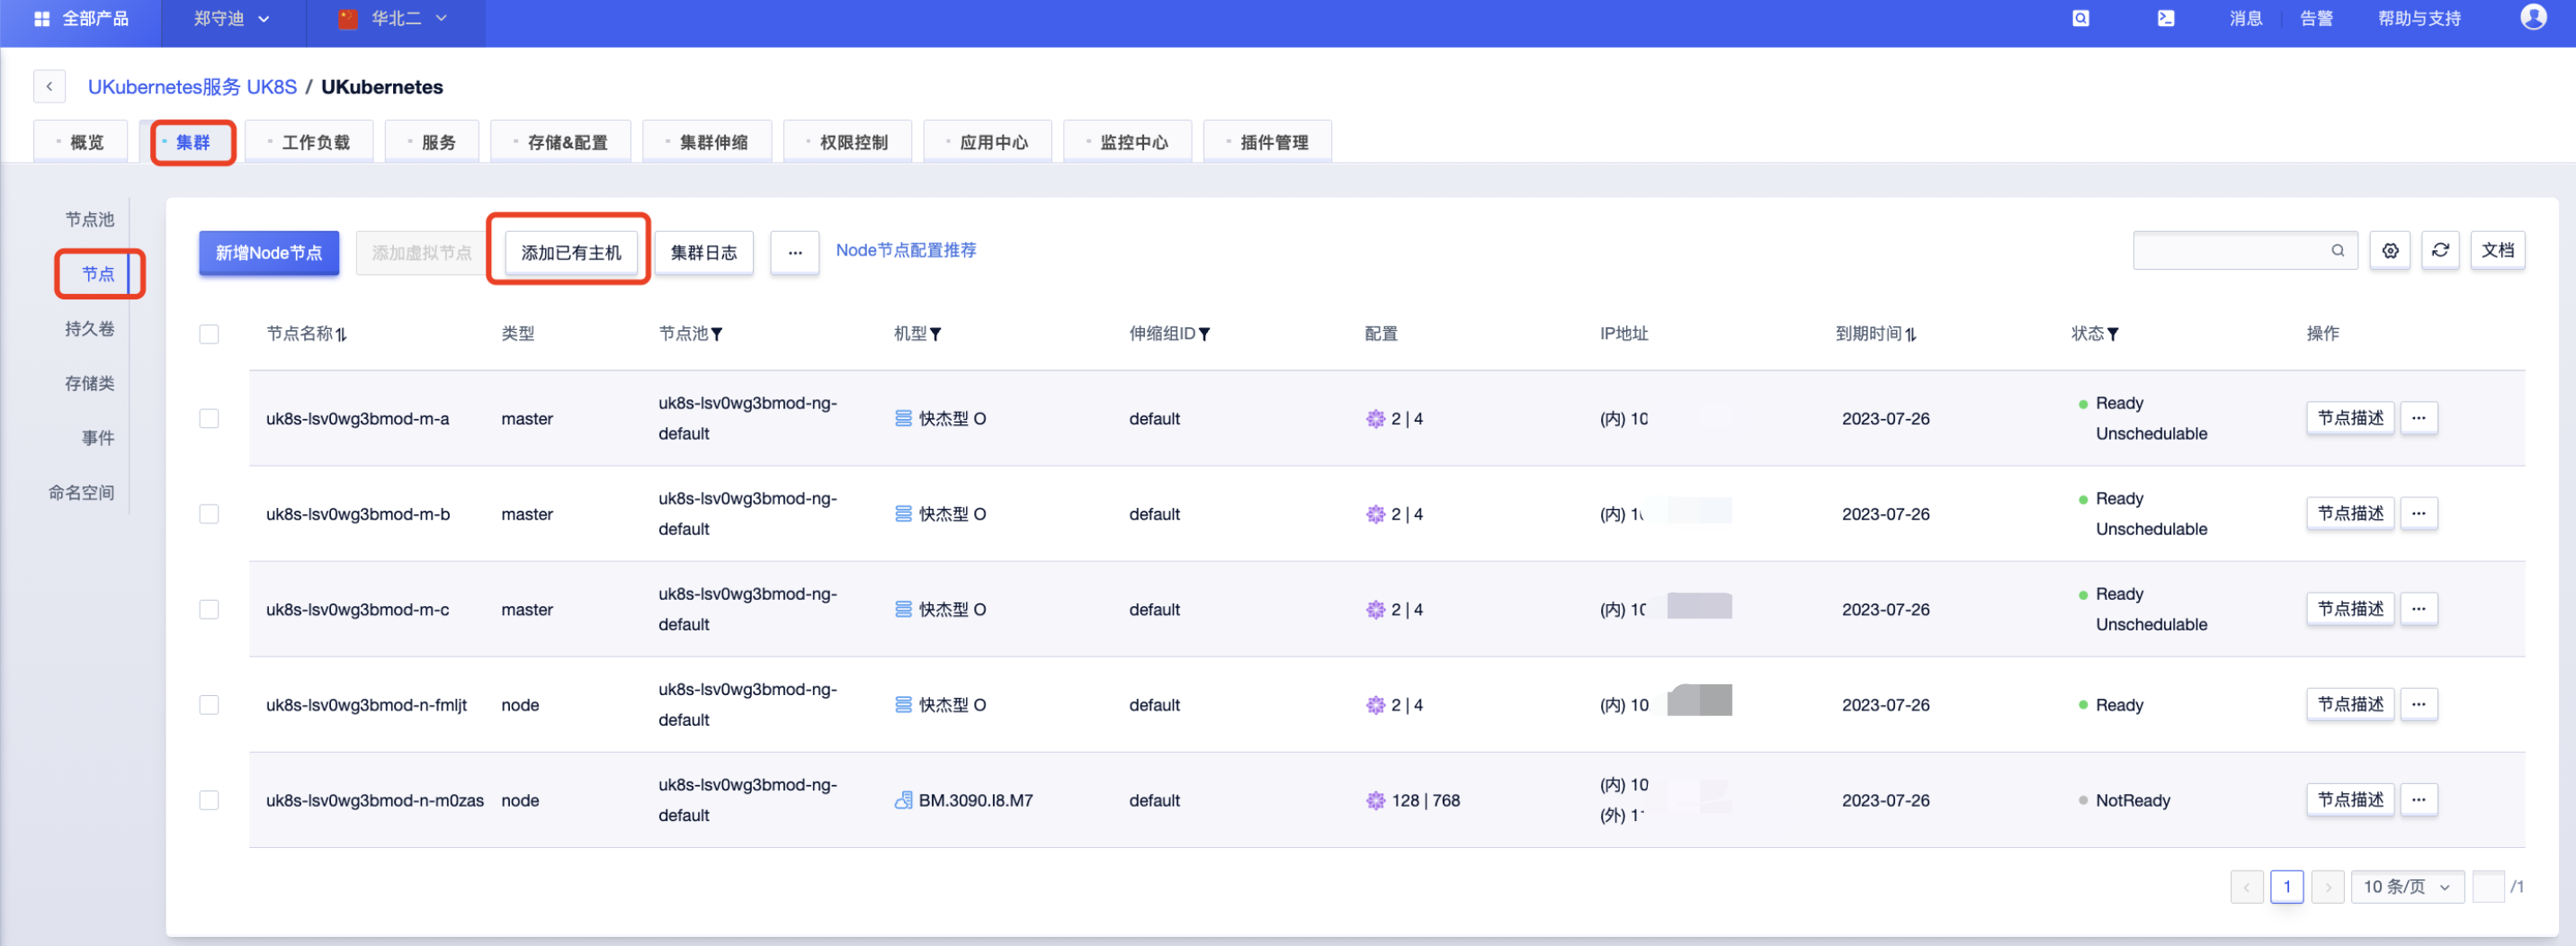 全部产品 郑守迪 华北二 消息 告警 帮助与支持
UKubernetes服务 UK8S / UKubernetes
概览 集群 工作负载 服务 存储&配置 集群伸缩 权限控制 应用中心 监控中心 插件管理
节点池
节点
持久卷
存储类
事件
命名空间
新增Node节点 添加虚拟节点 添加已有主机 集群日志 ... Node节点配置推荐 文档
节点名称 类型 节点池 机型 伸缩组ID 配置 IP地址 到期时间 状态 操作
uk8s-lsv0wg3bmod-m-a master uk8s-lsv0wg3bmod-ng-default 快杰型 O default 2 | 4 (内) 10 2023-07-26 Ready Unschedulable 节点描述 ...
uk8s-lsv0wg3bmod-m-b master uk8s-lsv0wg3bmod-ng-default 快杰型 O default 2 | 4 (内) 2023-07-26 Ready Unschedulable 节点描述 ...
uk8s-lsv0wg3bmod-m-c master uk8s-lsv0wg3bmod-ng-default 快杰型 O default 2 | 4 (内) 10 2023-07-26 Ready Unschedulable 节点描述 ...
uk8s-lsv0wg3bmod-n-fmljt node uk8s-lsv0wg3bmod-ng-default 快杰型 O default 2 | 4 (内) 10 2023-07-26 Ready 节点描述 ...
uk8s-lsv0wg3bmod-n-m0zas node uk8s-lsv0wg3bmod-ng-default BM.3090.I8.M7 default 128 | 768 (内) 10 (外) 2023-07-26 NotReady 节点描述 ...
1 10 条/页 /1